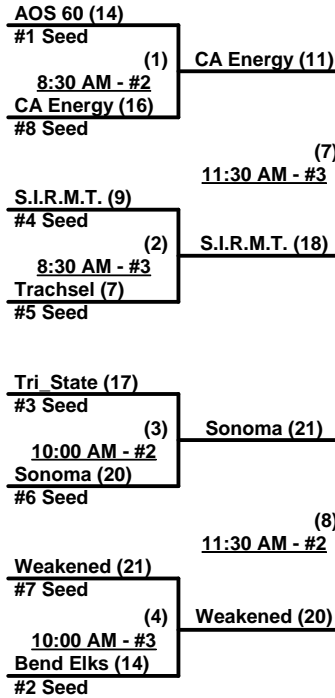 AOS 60 (14)
#1 Seed
(1)
CA Energy (11)
8:30 AM - #2
CA Energy (16)
#8 Seed
(7)
11:30 AM - #3
S.I.R.M.T. (9)
#4 Seed
(2)
S.I.R.M.T. (18)
8:30 AM - #3
Trachsel (7)
#5 Seed
Tri_State (17)
#3 Seed
(3)
Sonoma (21)
10:00 AM - #2
Sonoma (20)
#6 Seed
(8)
11:30 AM - #2
Weakened (21)
#7 Seed
(4)
Weakened (20)
10:00 AM - #3
Bend Elks (14)
#2 Seed